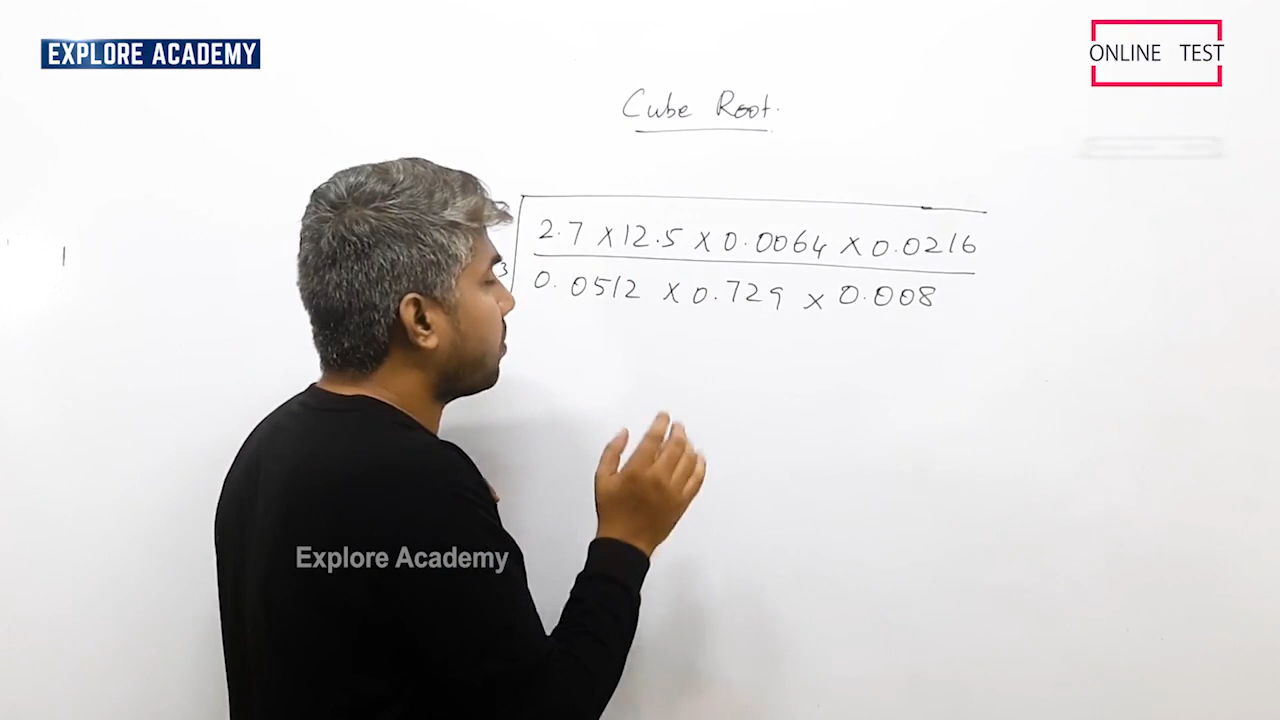 EXPLORE ACADEMY
ONLINE TEST
Cube Root.
2.7 X 12.5 X 0.0064 X 0.0216
3
0.0512 X 0.729 X 0.008
Explore Academy